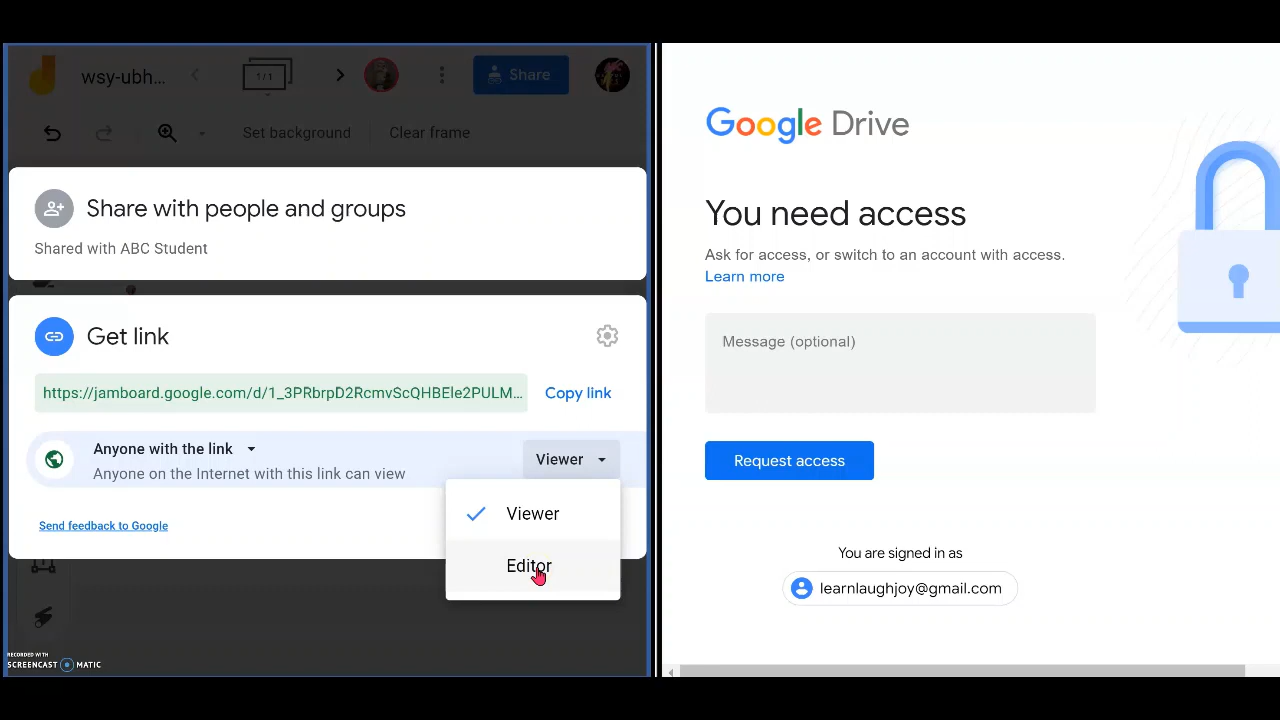 wsy-ubh...
1/1
Share
Set background
Clear frame
Share with people and groups
Shared with ABC Student
Get link
https://jamboard.google.com/d/1_3PRbrpD2RcmvScQHBEle2PULM...
Copy link
Anyone with the link
Viewer
Anyone on the Internet with this link can view
Viewer
Send feedback to Google
Editor
RECORDED WITH
SCREENCAST MATIC
Google Drive
You need access
Ask for access, or switch to an account with access.
Learn more
Message (optional)
Request access
You are signed in as
learnlaughjoy@gmail.com